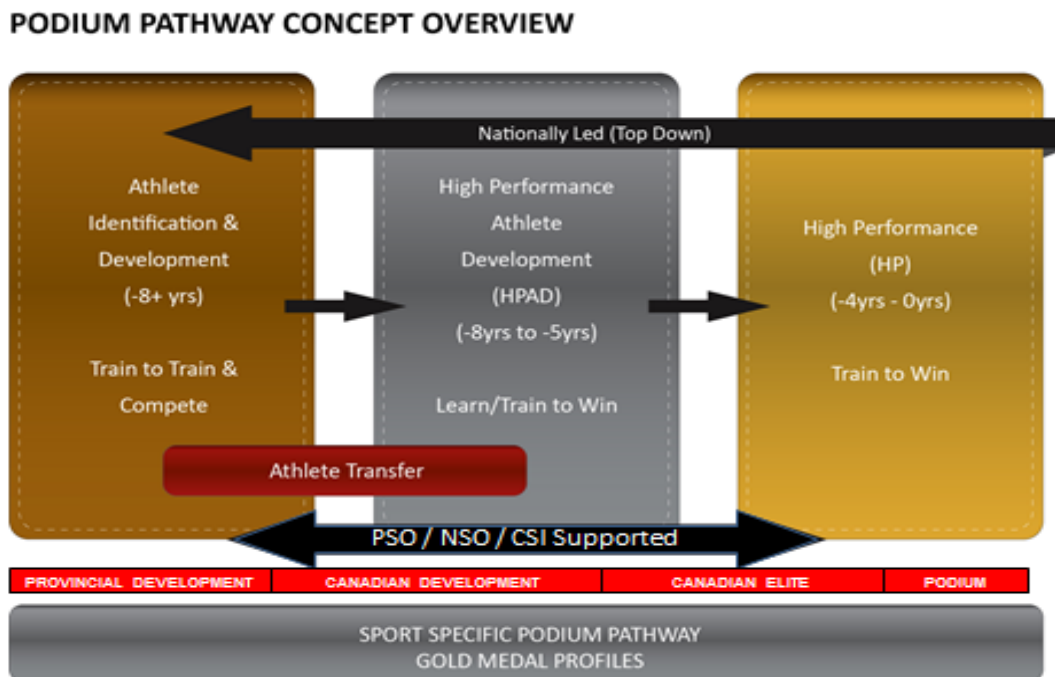 PODIUM PATHWAY CONCEPT OVERVIEW
Nationally Led (Top Down)
Athlete
Identification &
Development
(-8+ yrs)
Train to Train &
Compete
High Performance
Athlete
Development
(HPAD)
(-8yrs to -5yrs)
Learn/Train to Win
High Performance
(HP)
(-4yrs - 0yrs)
Train to Win
Athlete Transfer
PSO / NSO / CSI Supported
PROVINCIAL DEVELOPMENT
CANADIAN DEVELOPMENT
CANADIAN ELITE
PODIUM
SPORT SPECIFIC PODIUM PATHWAY
GOLD MEDAL PROFILES